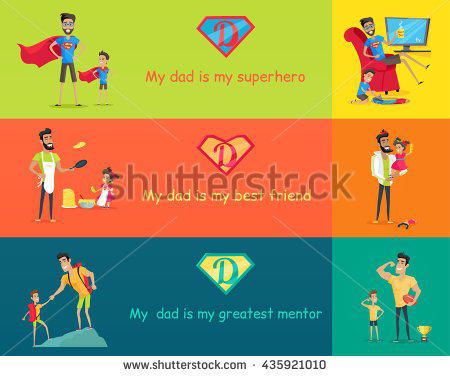 D
My dad is my superhero
D
My dad is my best friend
D
My dad is my greatest mentor
shutterstock
www.shutterstock.com · 435921010